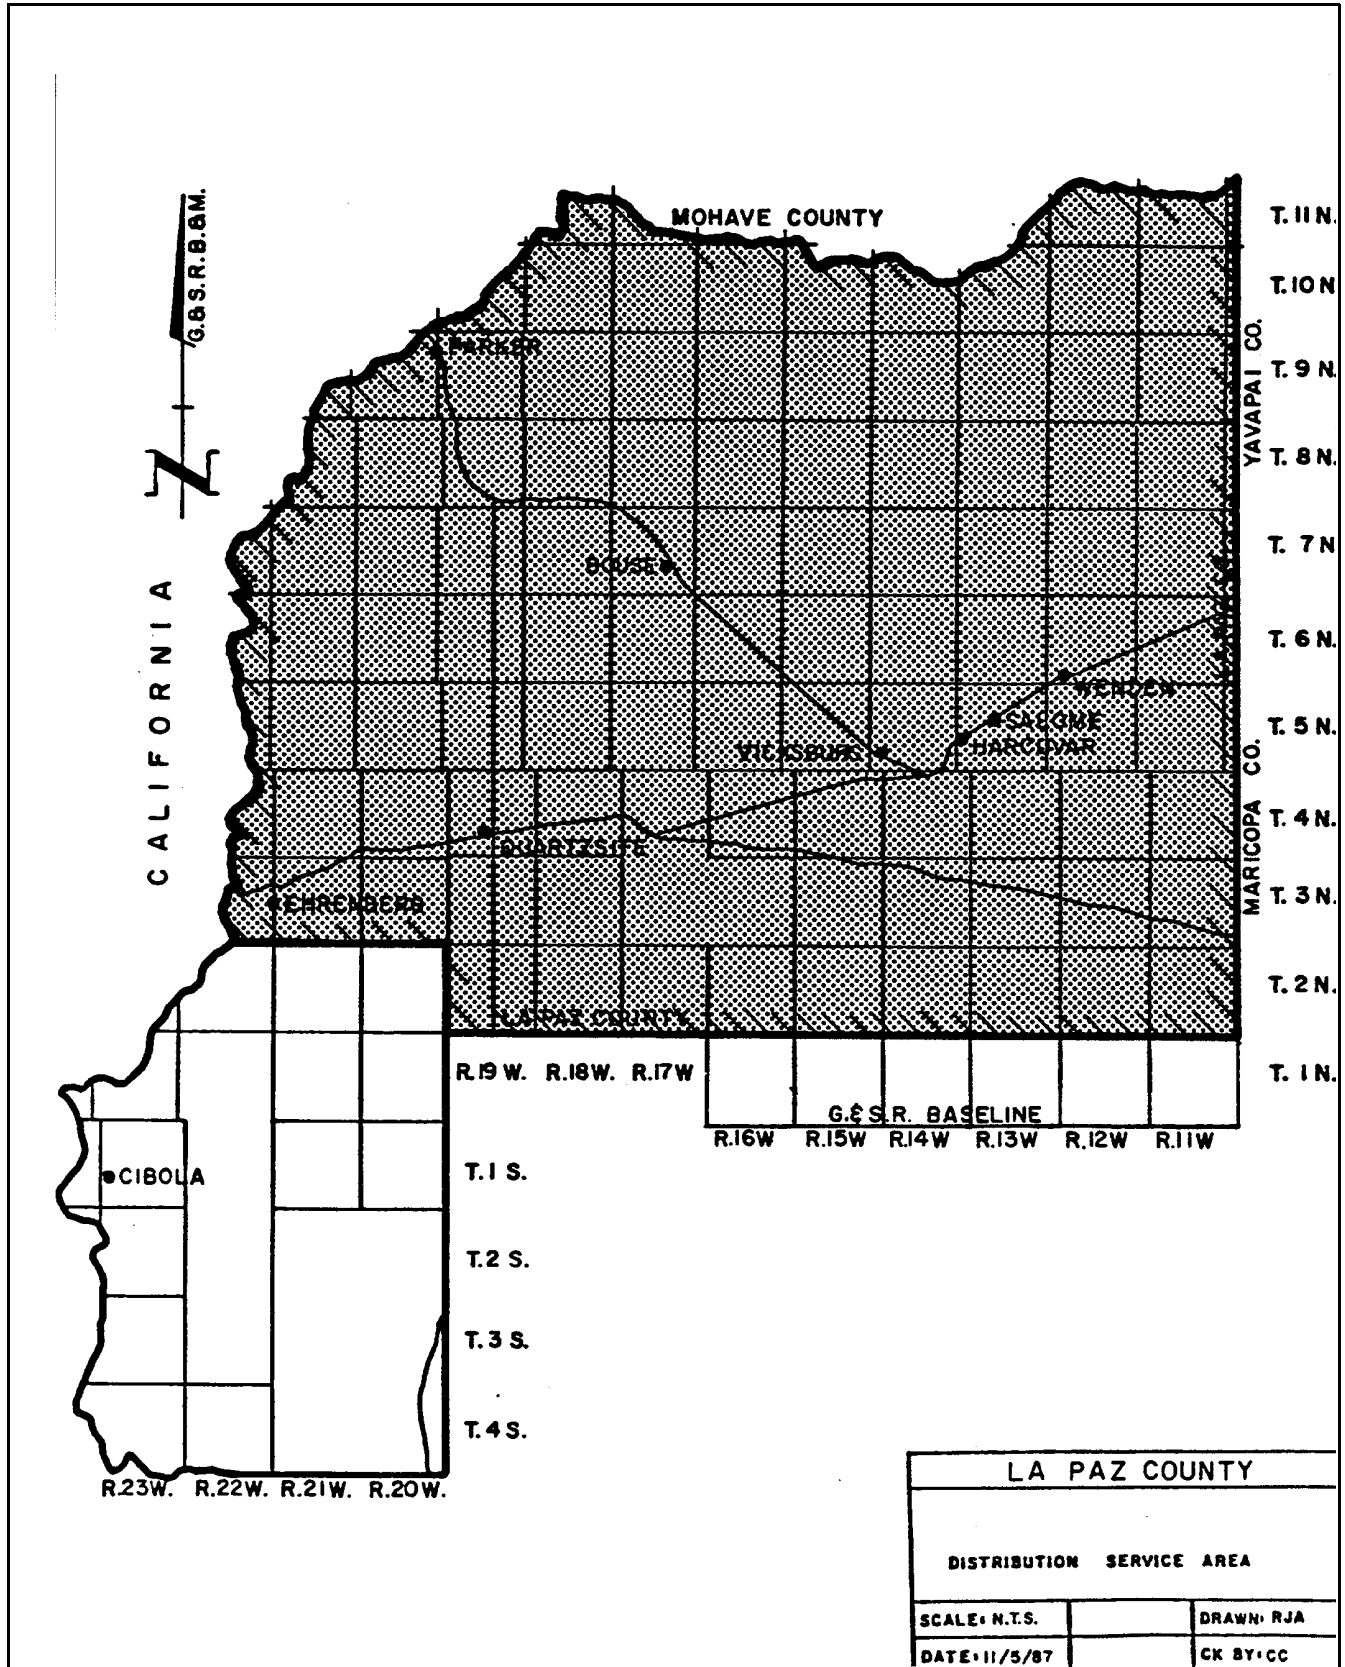 MOHAVE COUNTY
T. 11 N.
G. & S. R. B. & M.
T. 10 N
YAVAPAI CO.
PARKER
T. 9 N.
T. 8 N.
T. 7 N
BOUSE
CALIFORNIA
T. 6 N.
WENDEN
SALOME
T. 5 N.
HARCUVAR
VICKSBURG
MARICOPA CO.
T. 4 N.
QUARTZSITE
T. 3 N.
EHRENBERG
T. 2 N.
LA PAZ COUNTY
R.19 W. R.18W. R.17W
T. 1 N.
G.& S.R. BASELINE
R.16W R.15W R.14W R.13W R.12W R.11W
CIBOLA
T.1 S.
T.2 S.
T.3 S.
T.4 S.
R.23W. R.22W. R.21W. R.20W.
LA PAZ COUNTY
DISTRIBUTION SERVICE AREA
SCALE: N.T.S. DRAWN: RJA
DATE: 11/5/87 CK BY: CC